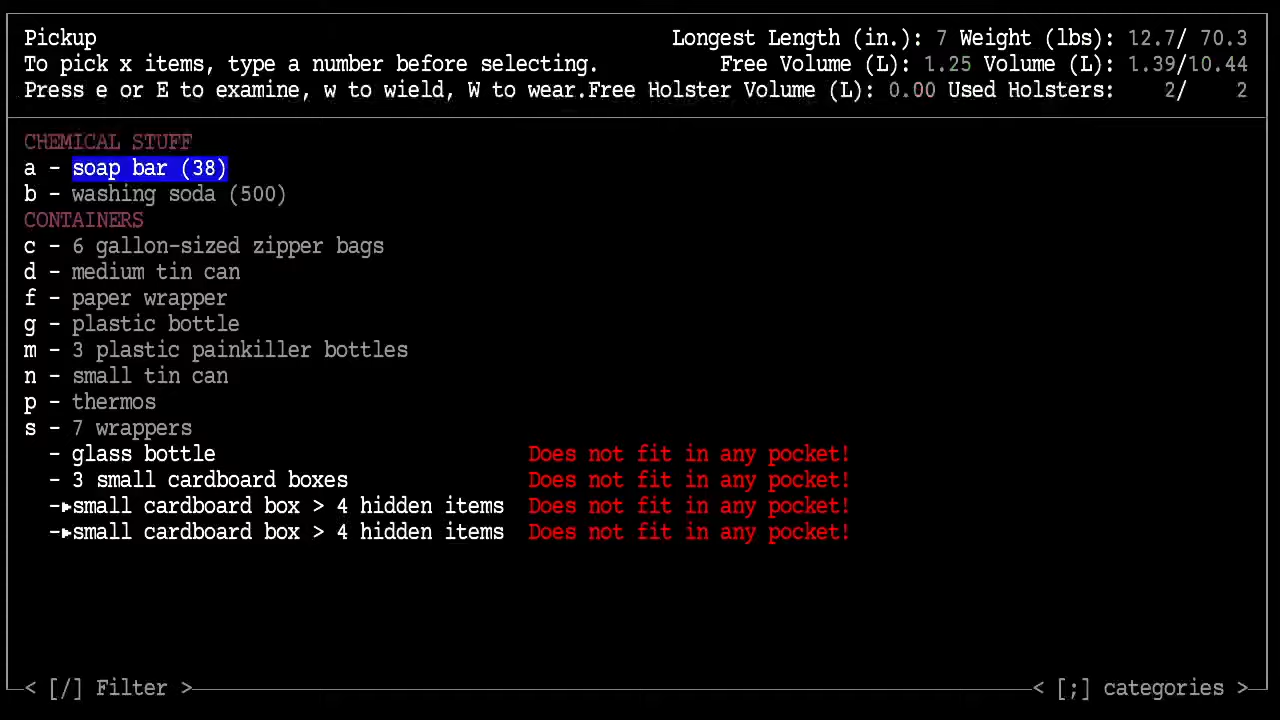 Pickup Longest Length (in.): 7 Weight (lbs): 12.7/ 70.3
To pick x items, type a number before selecting. Free Volume (L): 1.25 Volume (L): 1.39/10.44
Press e or E to examine, w to wield, W to wear.Free Holster Volume (L): 0.00 Used Holsters: 2/ 2
CHEMICAL STUFF
a - soap bar (38)
b - washing soda (500)
CONTAINERS
c - 6 gallon-sized zipper bags
d - medium tin can
f - paper wrapper
g - plastic bottle
m - 3 plastic painkiller bottles
n - small tin can
p - thermos
s - 7 wrappers
- glass bottle Does not fit in any pocket!
- 3 small cardboard boxes Does not fit in any pocket!
-▸small cardboard box > 4 hidden items Does not fit in any pocket!
-▸small cardboard box > 4 hidden items Does not fit in any pocket!
< [/] Filter > < [;] categories >